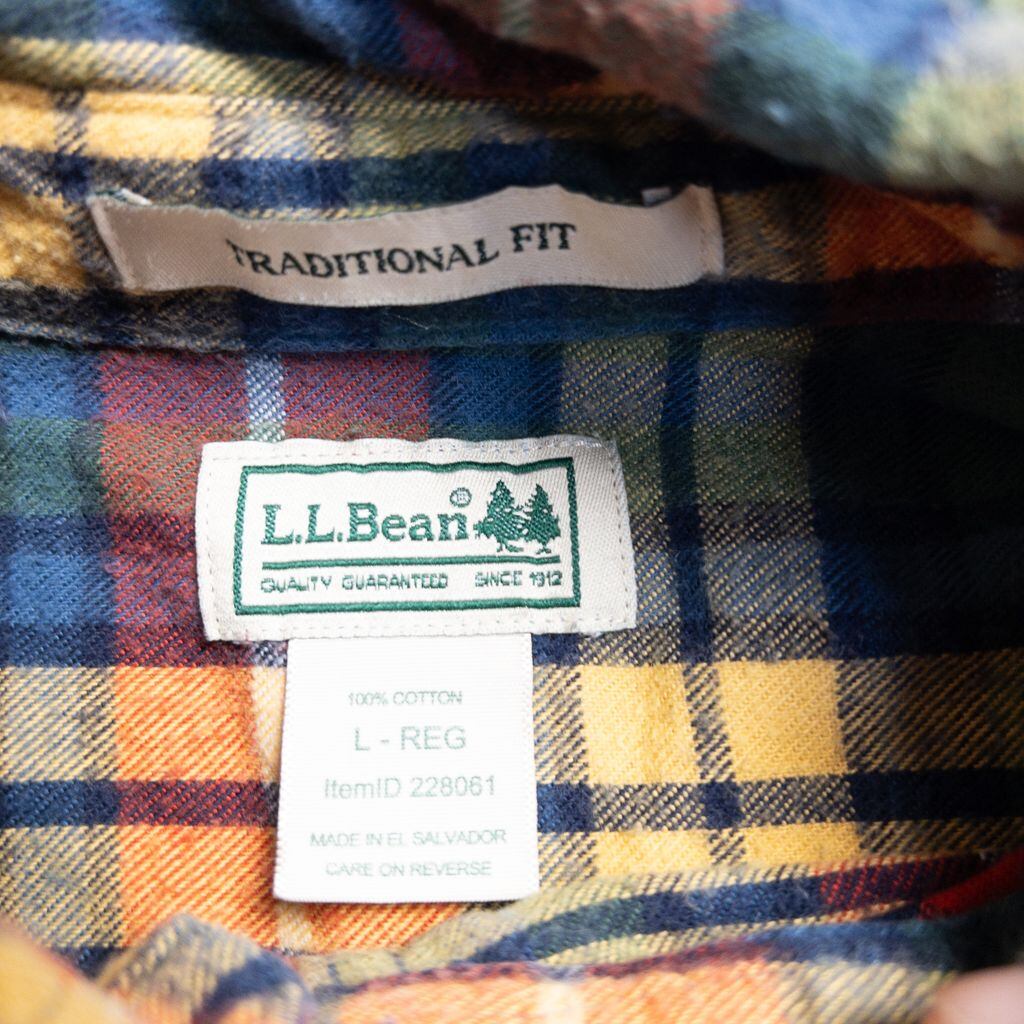 TRADITIONAL FIT
L.L.Bean®
QUALITY GUARANTEED SINCE 1912
100% COTTON
L - REG
ItemID 228061
MADE IN EL SALVADOR
CARE ON REVERSE